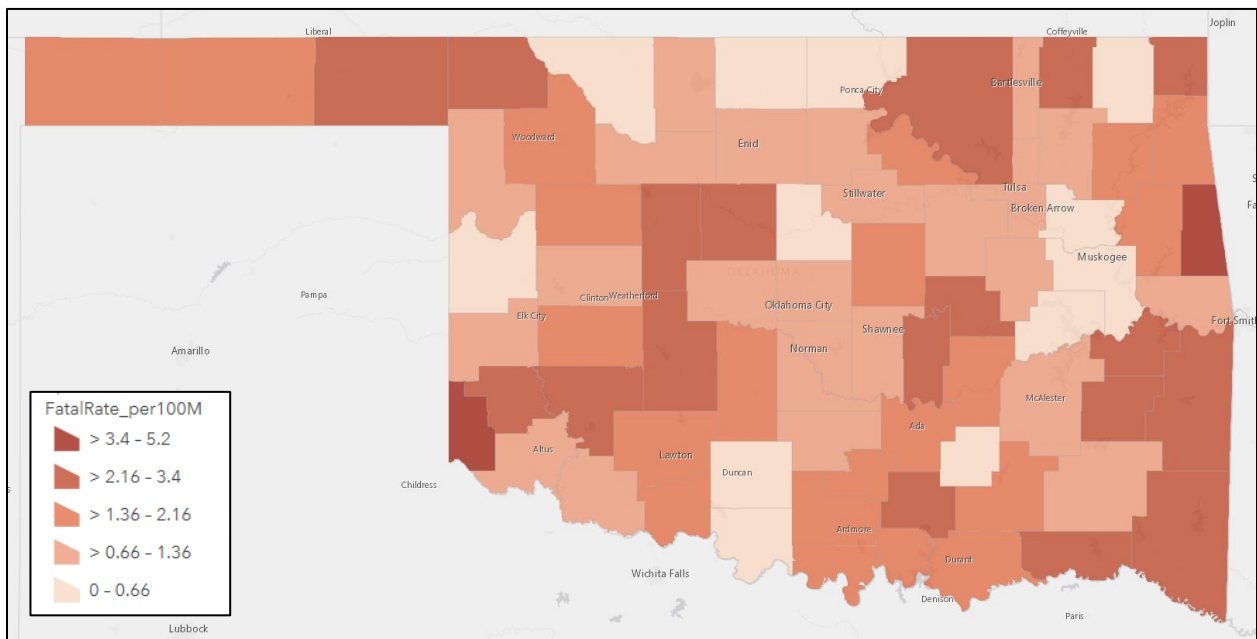 Liberal
Coffeyville
Joplin
Ponca City
Bartlesville
Woodward
Enid
Stillwater
Tulsa
Broken Arrow
Muskogee
OKLAHOMA
Pampa
Clinton
Weatherford
Oklahoma City
Elk City
Shawnee
Fort Smith
Norman
Amarillo
McAlester
Ada
Altus
Lawton
Duncan
Childress
Ardmore
Durant
Wichita Falls
Denison
Paris
Lubbock
FatalRate_per100M
> 3.4 - 5.2
> 2.16 - 3.4
> 1.36 - 2.16
> 0.66 - 1.36
0 - 0.66